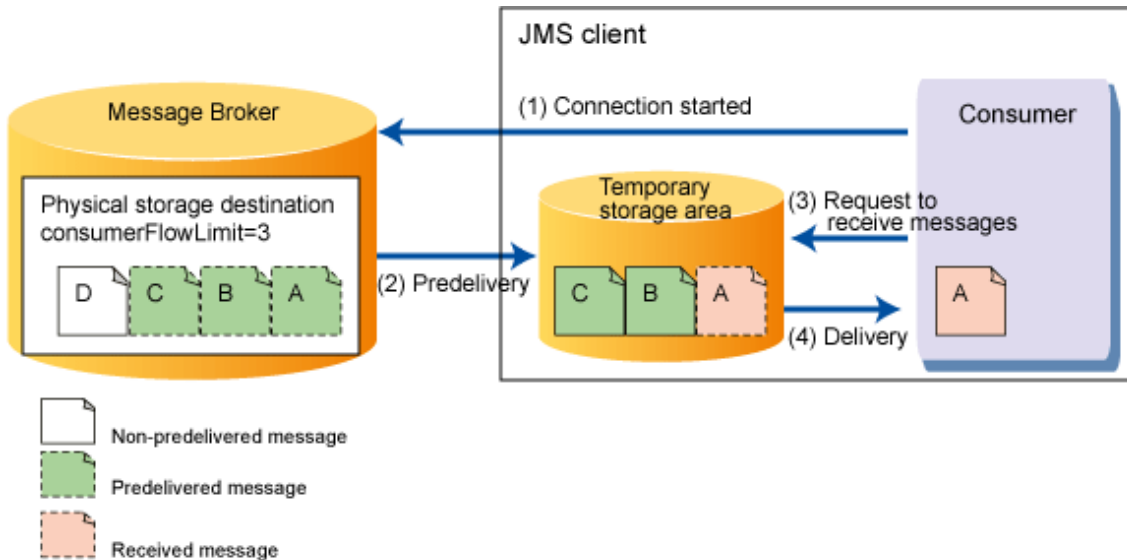 JMS client
Message Broker
(1) Connection started
Consumer
Physical storage destination
consumerFlowLimit=3
D
C
B
A
(2) Predelivery
Temporary
storage area
C
B
A
(3) Request to
receive messages
(4) Delivery
A
Non-predelivered message
Predelivered message
Received message